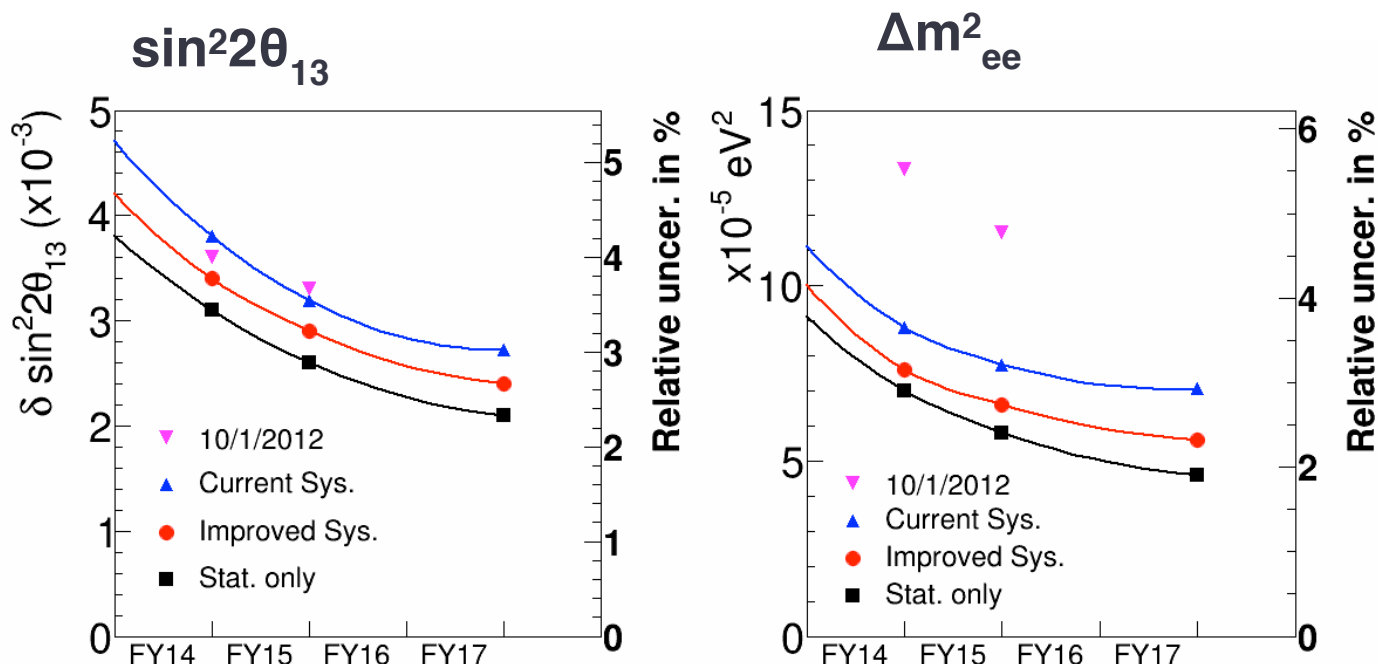 sin²2θ₁₃
δ sin²2θ₁₃ (x10⁻³)
5
4
3
2
1
0
10/1/2012
Current Sys.
Improved Sys.
Stat. only
FY14 FY15 FY16 FY17
5
4
3
2
1
0
Relative uncer. in %
Δm²ₑₑ
x10⁻⁵ eV²
15
10
5
0
10/1/2012
Current Sys.
Improved Sys.
Stat. only
FY14 FY15 FY16 FY17
6
4
2
0
Relative uncer. in %